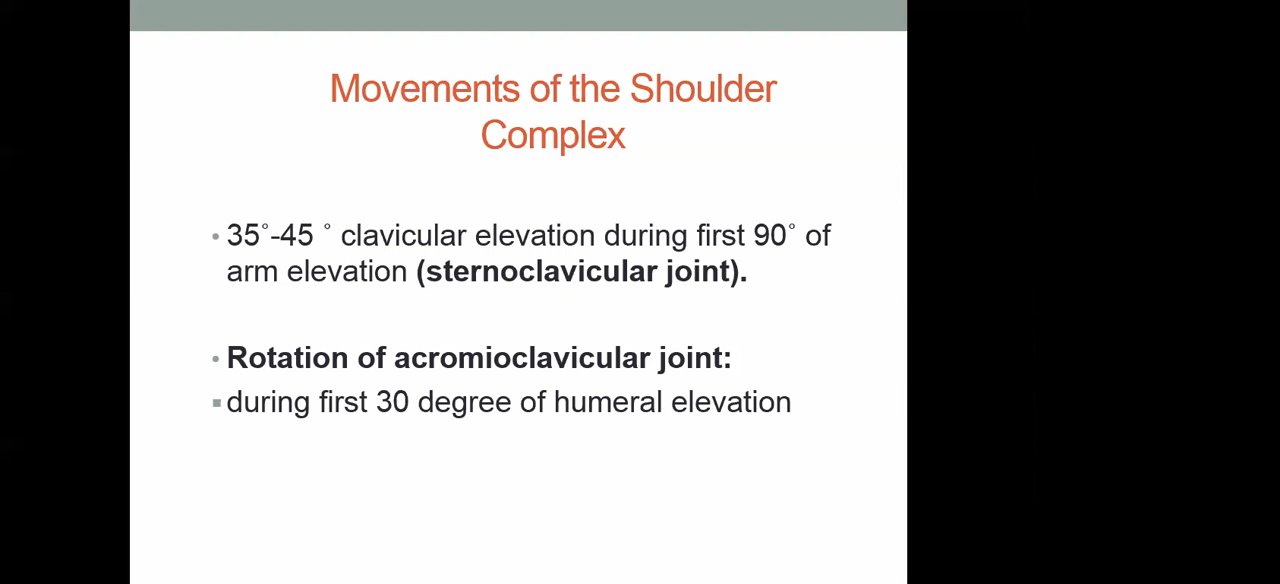 Movements of the Shoulder
Complex
• 35˚-45 ˚ clavicular elevation during first 90˚ of
arm elevation (sternoclavicular joint).
• Rotation of acromioclavicular joint:
▪ during first 30 degree of humeral elevation